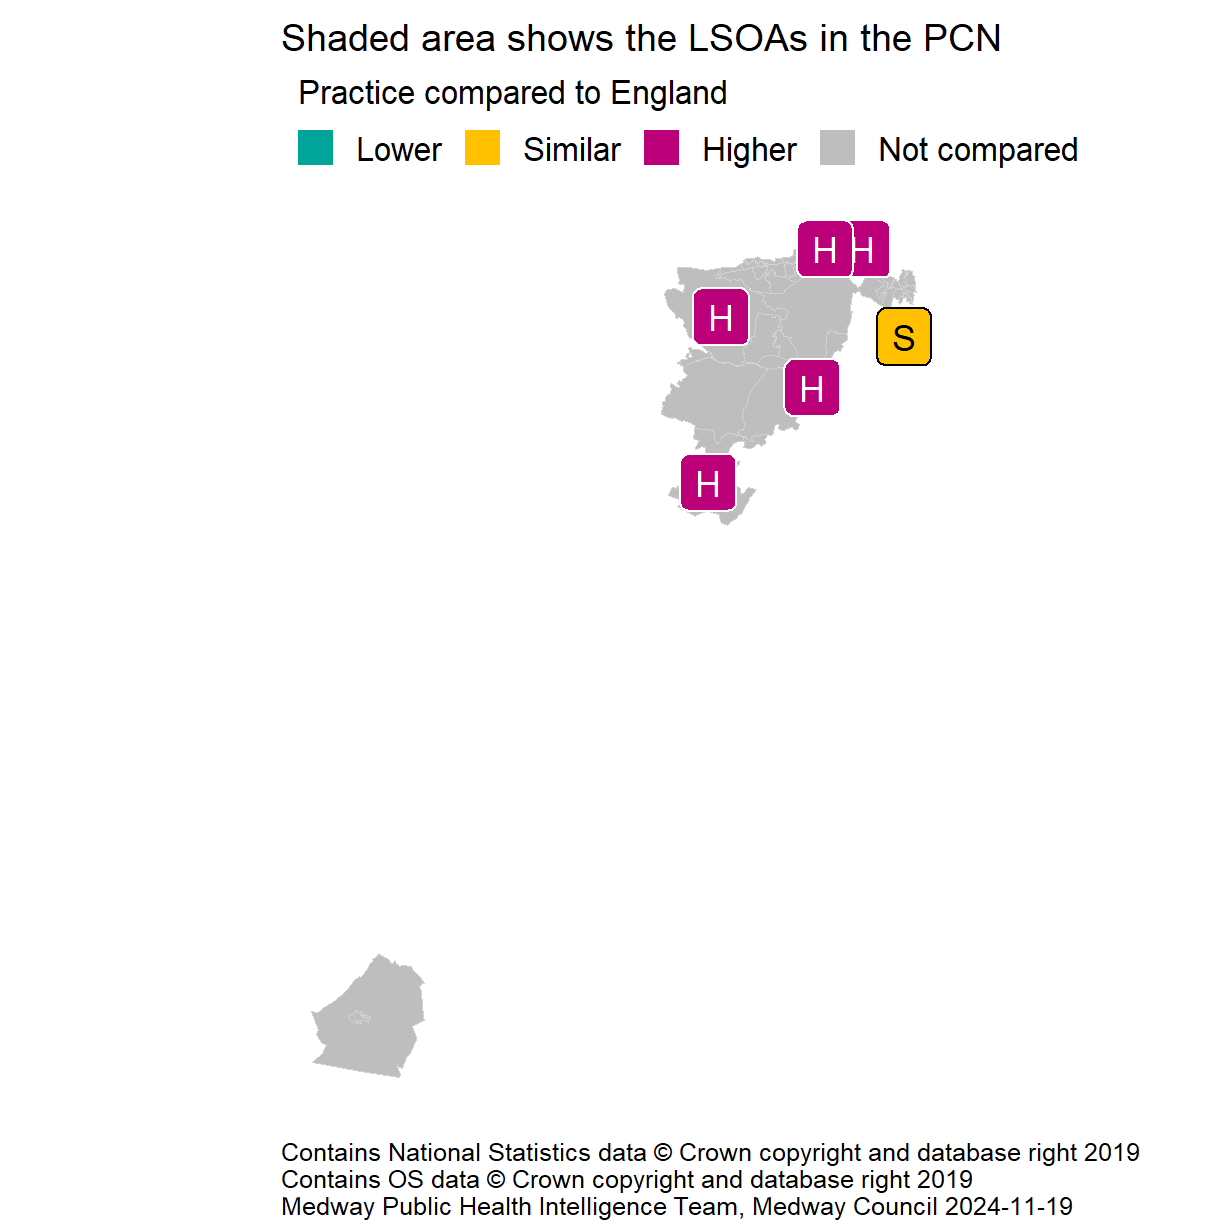 Shaded area shows the LSOAs in the PCN
Practice compared to England
Lower Similar Higher Not compared
H H
H
S
H
H
Contains National Statistics data © Crown copyright and database right 2019
Contains OS data © Crown copyright and database right 2019
Medway Public Health Intelligence Team, Medway Council 2024-11-19